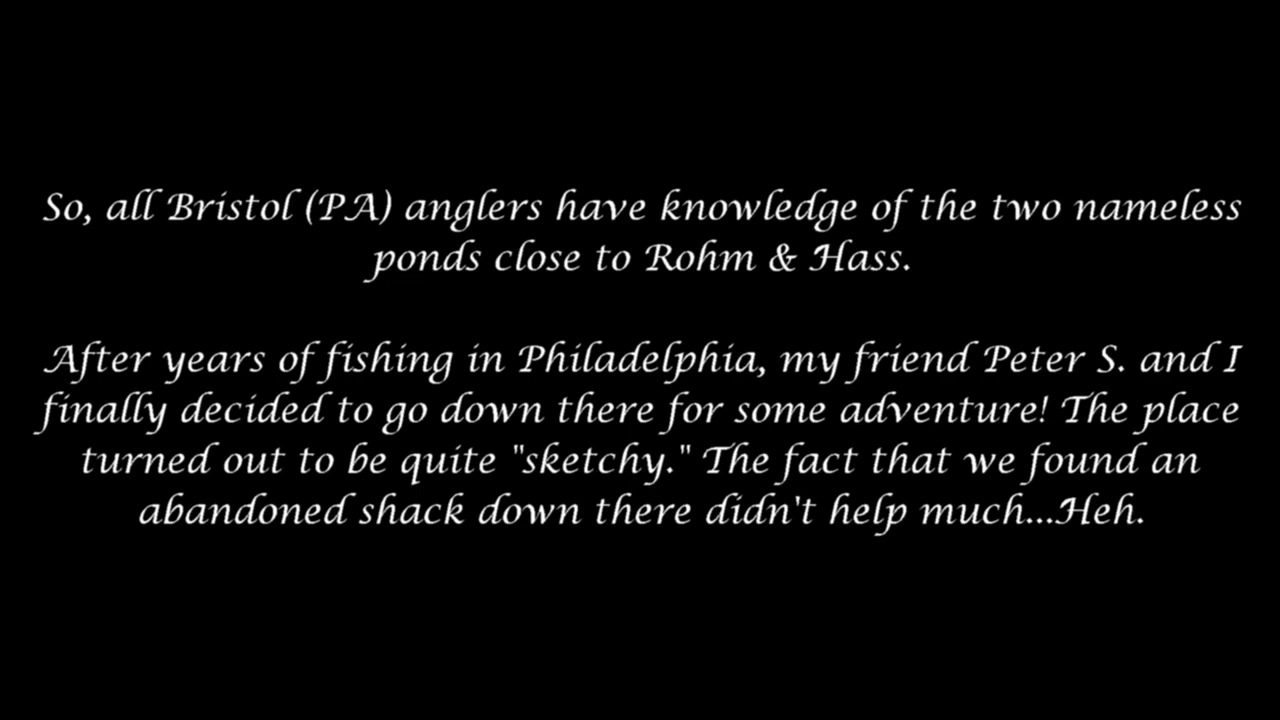 So, all Bristol (PA) anglers have knowledge of the two nameless
ponds close to Rohm & Hass.
After years of fishing in Philadelphia, my friend Peter S. and I
finally decided to go down there for some adventure! The place
turned out to be quite "sketchy." The fact that we found an
abandoned shack down there didn't help much...Heh.